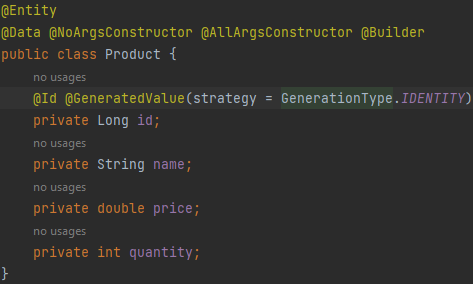 @Entity
@Data @NoArgsConstructor @AllArgsConstructor @Builder
public class Product {
no usages
@Id @GeneratedValue(strategy = GenerationType.IDENTITY)
private Long id;
no usages
private String name;
no usages
private double price;
no usages
private int quantity;
}